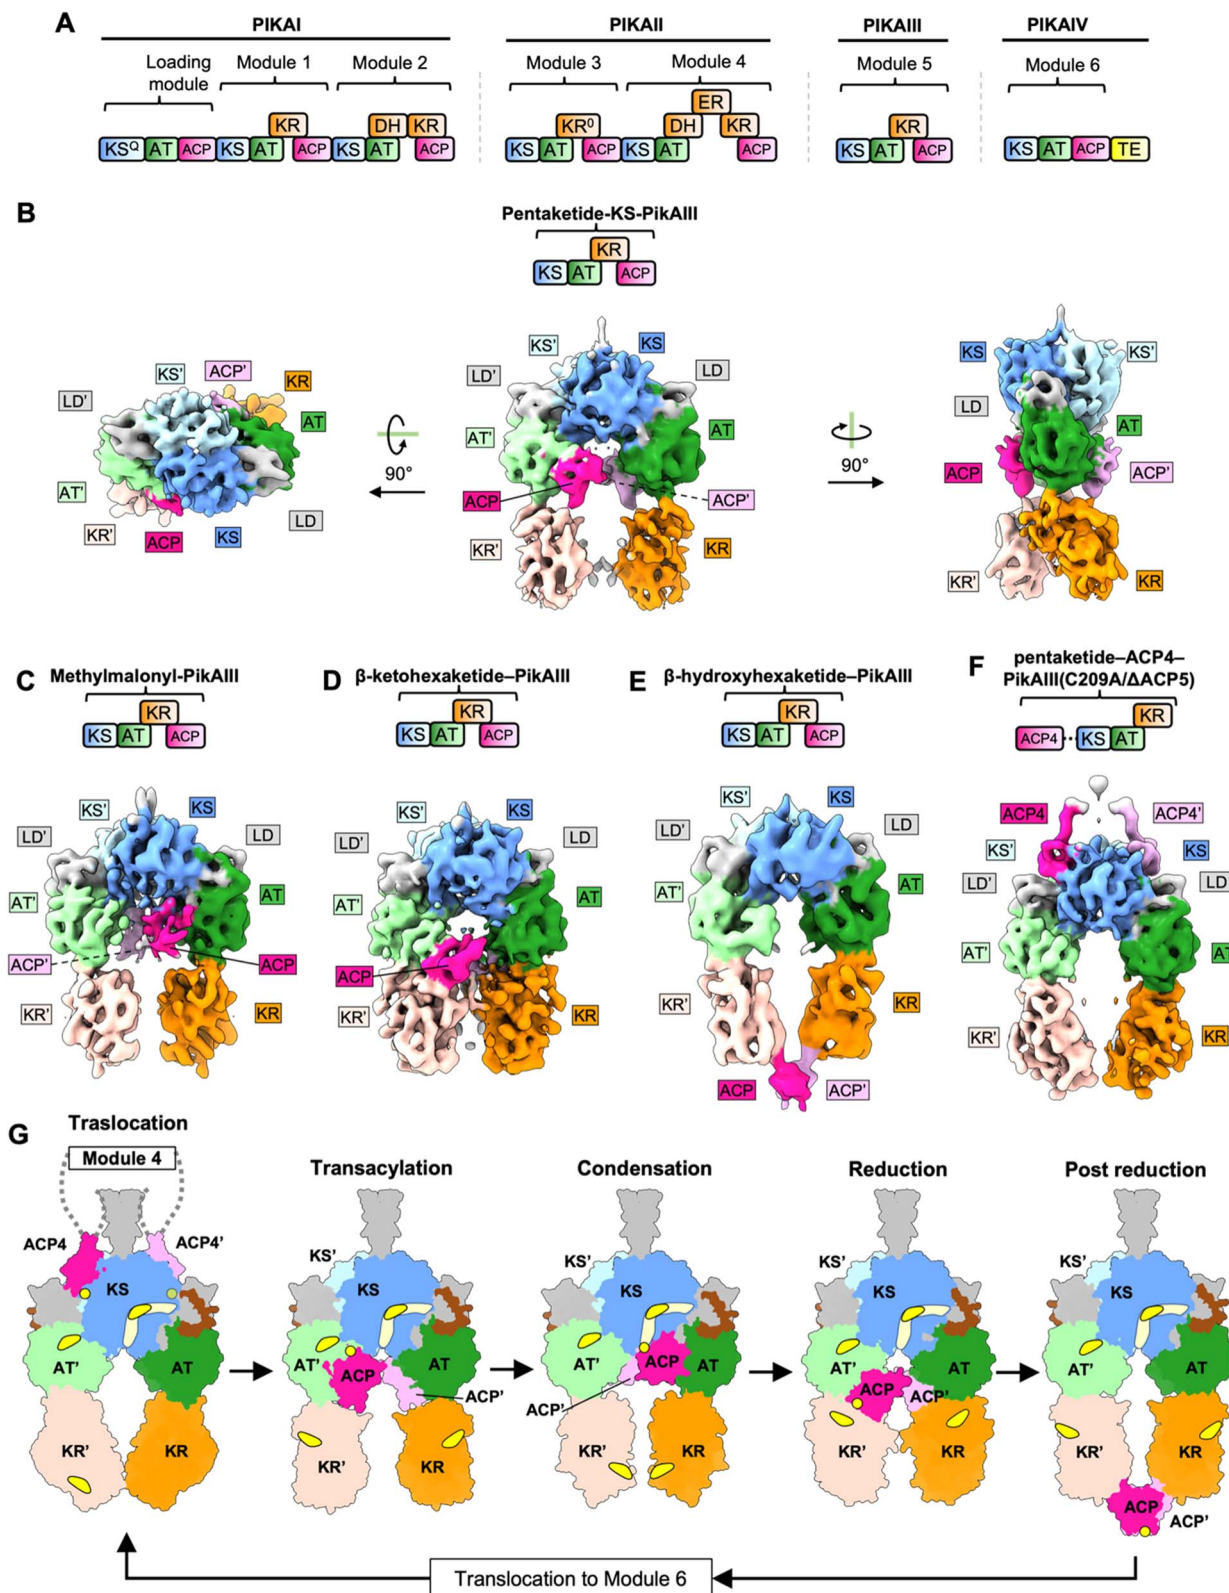 A
PIKAI
PIKAII
PIKAIII
PIKAIV
Loading
module
Module 1
Module 2
Module 3
Module 4
Module 5
Module 6
ER
KR
DH
KR
KR⁰
DH
KR
KR
KSQ
AT
ACP
KS
AT
ACP
KS
AT
ACP
KS
AT
ACP
KS
AT
ACP
KS
AT
ACP
KS
AT
ACP
TE
B
Pentaketide-KS-PikAIII
KR
KS
AT
ACP
KS'
ACP'
KR
LD'
AT
AT'
KR'
ACP
KS
LD
90°
KS'
KS
LD'
LD
AT'
AT
ACP
ACP'
KR'
KR
90°
KS
KS'
LD
AT
ACP
ACP'
KR'
KR
C
Methylmalonyl-PikAIII
KR
KS
AT
ACP
KS'
KS
LD'
LD
AT'
AT
ACP'
ACP
KR'
KR
D
β-ketohexaketide–PikAIII
KR
KS
AT
ACP
KS'
KS
LD'
LD
AT'
AT
ACP
KR'
KR
E
β-hydroxyhexaketide–PikAIII
KR
KS
AT
ACP
KS'
KS
LD'
LD
AT'
AT
KR'
KR
ACP
ACP'
F
pentaketide–ACP4–
PikAIII(C209A/ΔACP5)
KR
ACP4
KS
AT
ACP4
ACP4'
KS'
KS
LD'
LD
AT'
AT
KR'
KR
G
Traslocation
Module 4
ACP4
ACP4'
KS
AT'
AT
KR'
KR
Transacylation
KS'
KS
AT'
ACP
AT
ACP'
KR'
KR
Condensation
KS'
KS
AT'
ACP
AT
ACP'
KR'
KR
Reduction
KS'
KS
AT'
AT
ACP
ACP'
KR'
KR
Post reduction
KS'
KS
AT'
AT
KR'
KR
ACP
ACP'
Translocation to Module 6